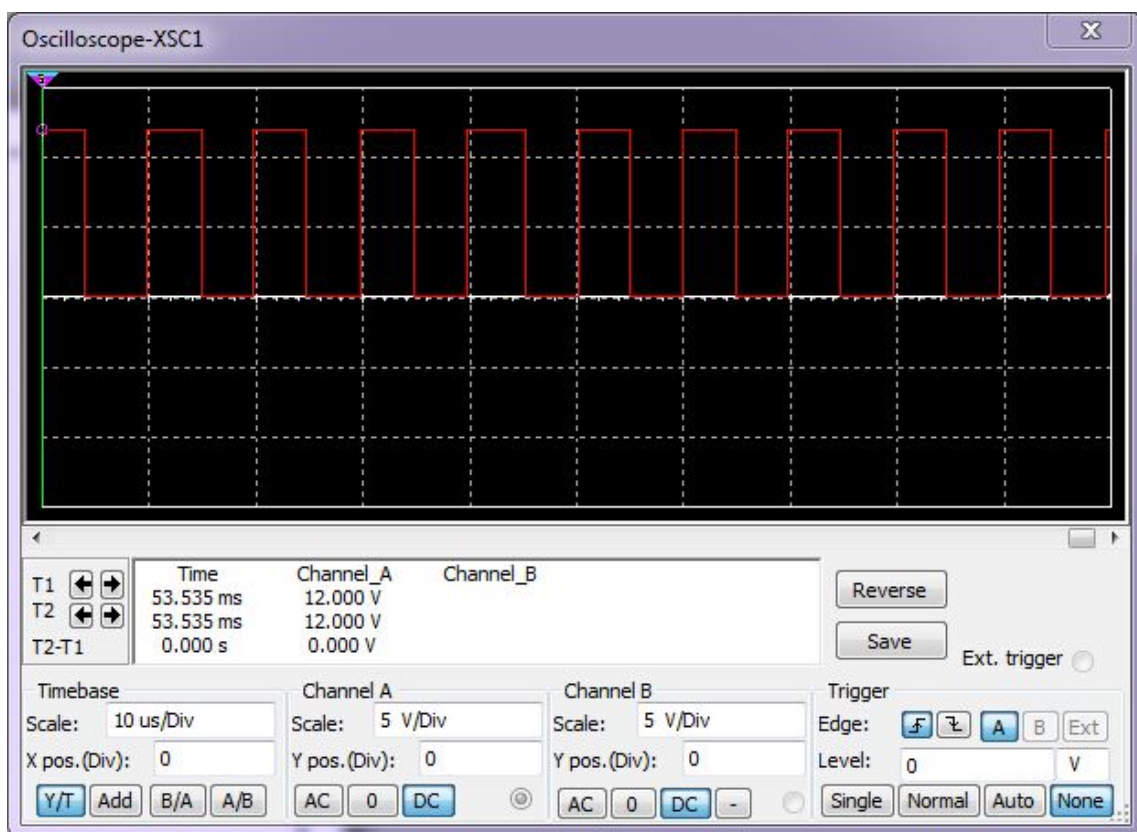 Oscilloscope-XSC1
T1
T2
T2-T1
Time Channel_A Channel_B
53.535 ms 12.000 V
53.535 ms 12.000 V
0.000 s 0.000 V
Reverse
Save
Ext. trigger
Timebase
Scale: 10 us/Div
X pos.(Div): 0
Y/T Add B/A A/B
Channel A
Scale: 5 V/Div
Y pos.(Div): 0
AC 0 DC
Channel B
Scale: 5 V/Div
Y pos.(Div): 0
AC 0 DC -
Trigger
Edge: A B Ext
Level: 0 V
Single Normal Auto None